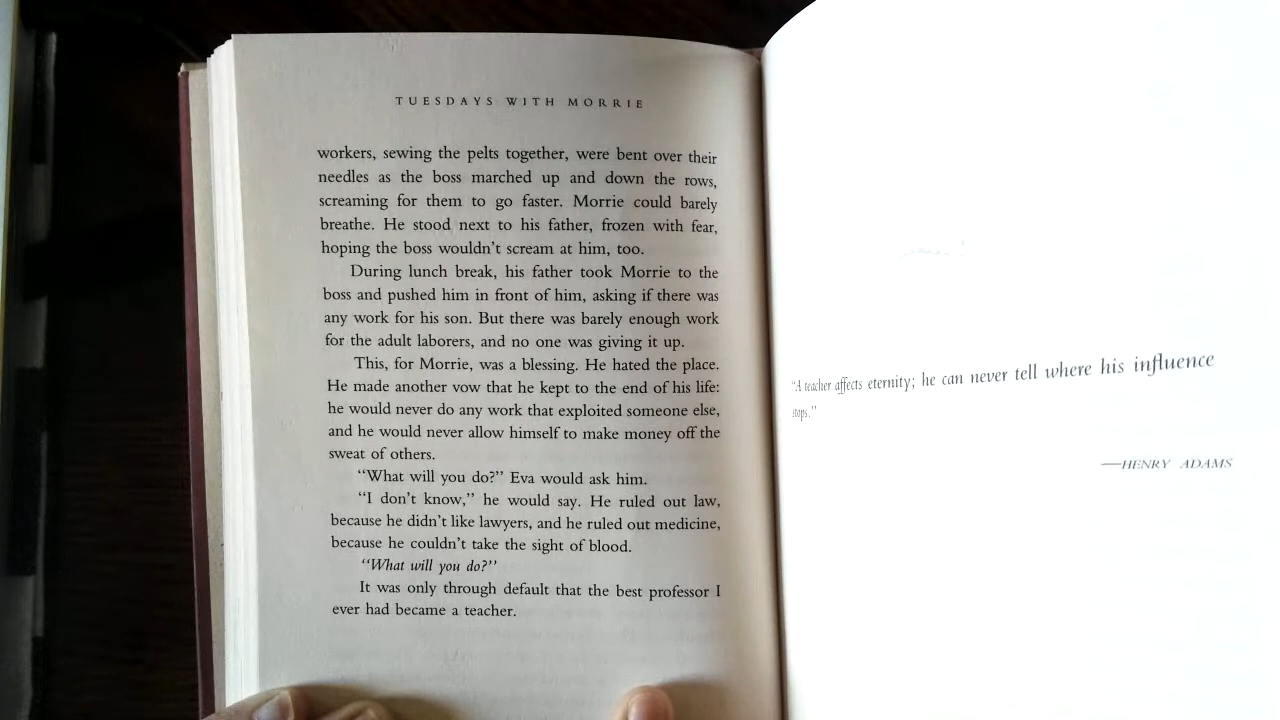 TUESDAYS WITH MORRIE
workers, sewing the pelts together, were bent over their
needles as the boss marched up and down the rows,
screaming for them to go faster. Morrie could barely
breathe. He stood next to his father, frozen with fear,
hoping the boss wouldn't scream at him, too.
During lunch break, his father took Morrie to the
boss and pushed him in front of him, asking if there was
any work for his son. But there was barely enough work
for the adult laborers, and no one was giving it up.
This, for Morrie, was a blessing. He hated the place.
He made another vow that he kept to the end of his life:
he would never do any work that exploited someone else,
and he would never allow himself to make money off the
sweat of others.
"What will you do?" Eva would ask him.
"I don't know," he would say. He ruled out law,
because he didn't like lawyers, and he ruled out medicine,
because he couldn't take the sight of blood.
"What will you do?"
It was only through default that the best professor I
ever had became a teacher.
"A teacher affects eternity; he can never tell where his influence
stops."
—HENRY ADAMS